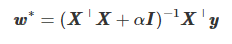 w* = (X⊤X + αI)⁻¹X⊤y